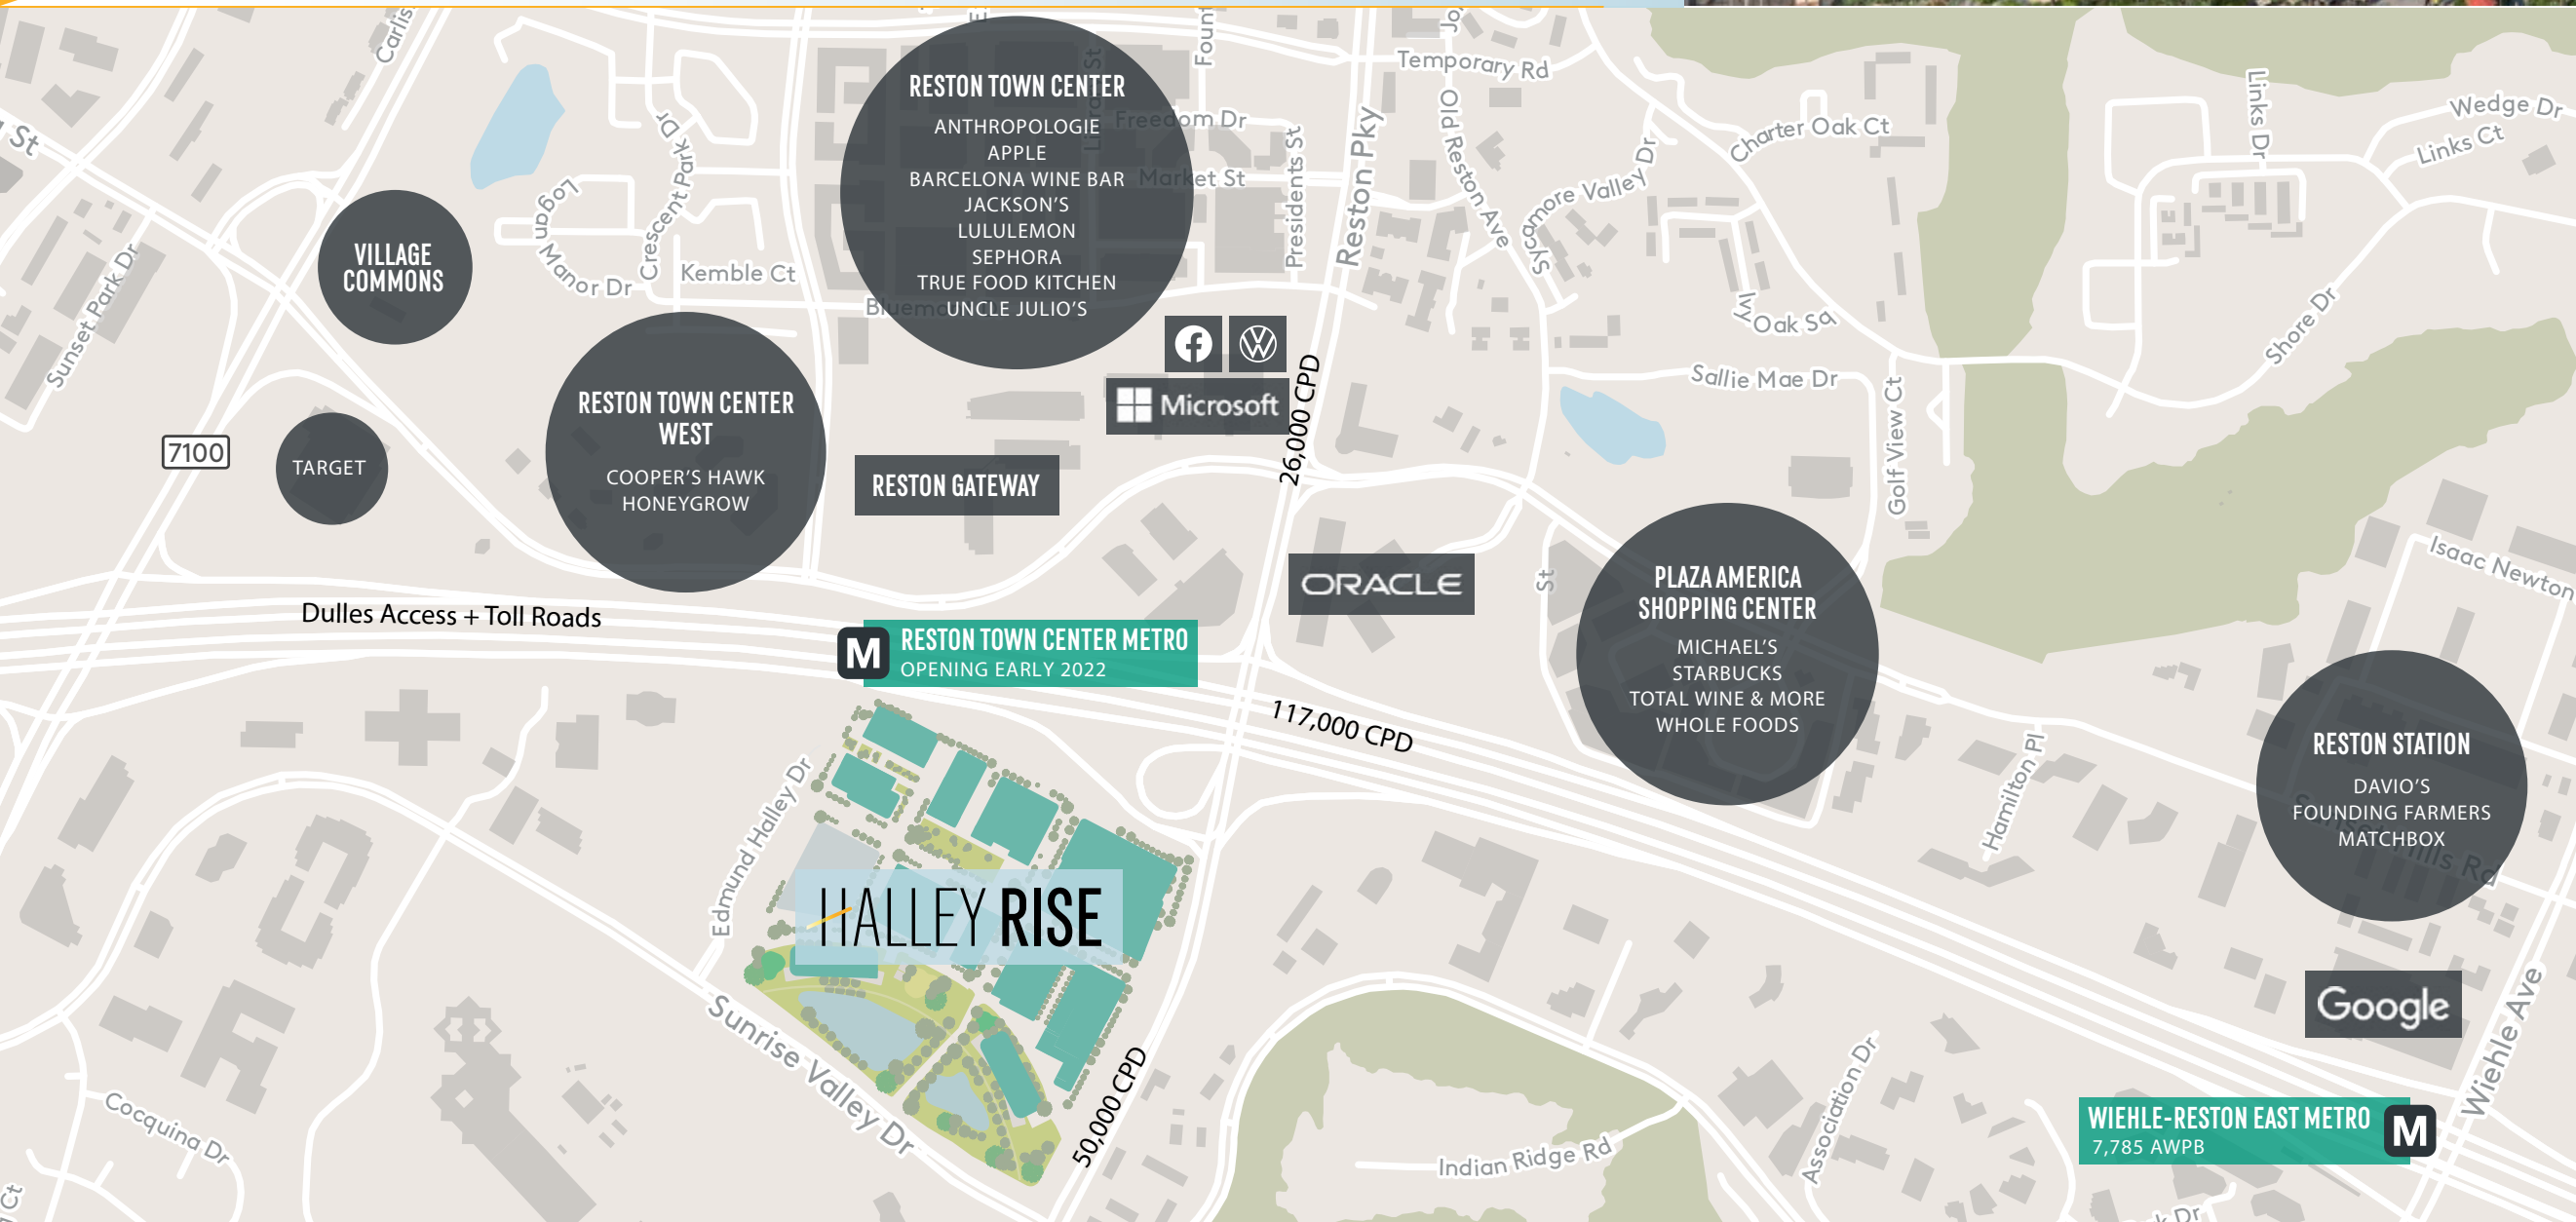 Carlis
Fount
Temporary Rd
Links Dr
Wedge Dr
Links Ct
St
RESTON TOWN CENTER
ANTHROPOLOGIE
APPLE
BARCELONA WINE BAR
JACKSON'S
LULULEMON
SEPHORA
TRUE FOOD KITCHEN
UNCLE JULIO'S
Freedom Dr
Market St
Presidents St
Reston Pky
Old Reston Ave
Sycamore Valley Dr
Charter Oak Ct
Crescent Park Dr
Logan Manor Dr
Kemble Ct
Sunset Park Dr
VILLAGE
COMMONS
Ivy Oak Sq
Shore Dr
Sallie Mae Dr
Golf View Ct
Microsoft
26,000 CPD
7100
TARGET
RESTON TOWN CENTER
WEST
COOPER'S HAWK
HONEYGROW
RESTON GATEWAY
ORACLE
St
PLAZA AMERICA
SHOPPING CENTER
MICHAEL'S
STARBUCKS
TOTAL WINE & MORE
WHOLE FOODS
Isaac Newton
Dulles Access + Toll Roads
M
RESTON TOWN CENTER METRO
OPENING EARLY 2022
117,000 CPD
Hamilton Pl
RESTON STATION
DAVIO'S
FOUNDING FARMERS
MATCHBOX
Edmund Halley Dr
HALLEY RISE
Google
Wiehle Ave
Sunrise Valley Dr
50,000 CPD
Cocquina Dr
Indian Ridge Rd
Association Dr
WIEHLE-RESTON EAST METRO
7,785 AWPB
M
Ct
Dr